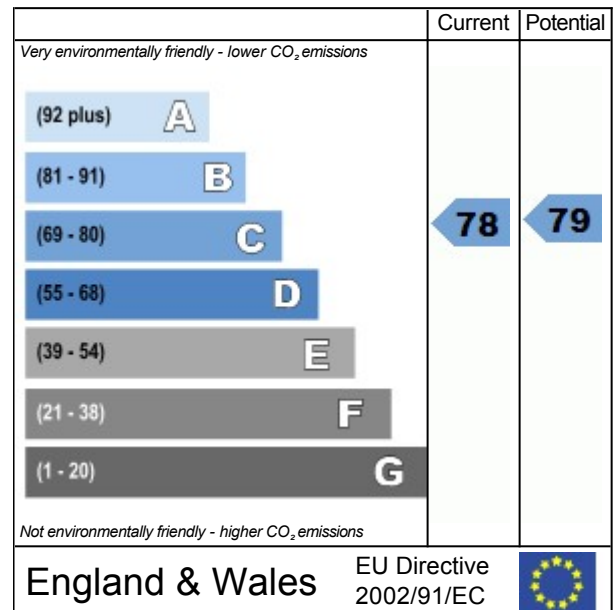 Current Potential
Very environmentally friendly - lower CO₂ emissions
(92 plus) A
(81 - 91) B
(69 - 80) C
78
79
(55 - 68) D
(39 - 54) E
(21 - 38) F
(1 - 20) G
Not environmentally friendly - higher CO₂ emissions
England & Wales
EU Directive
2002/91/EC